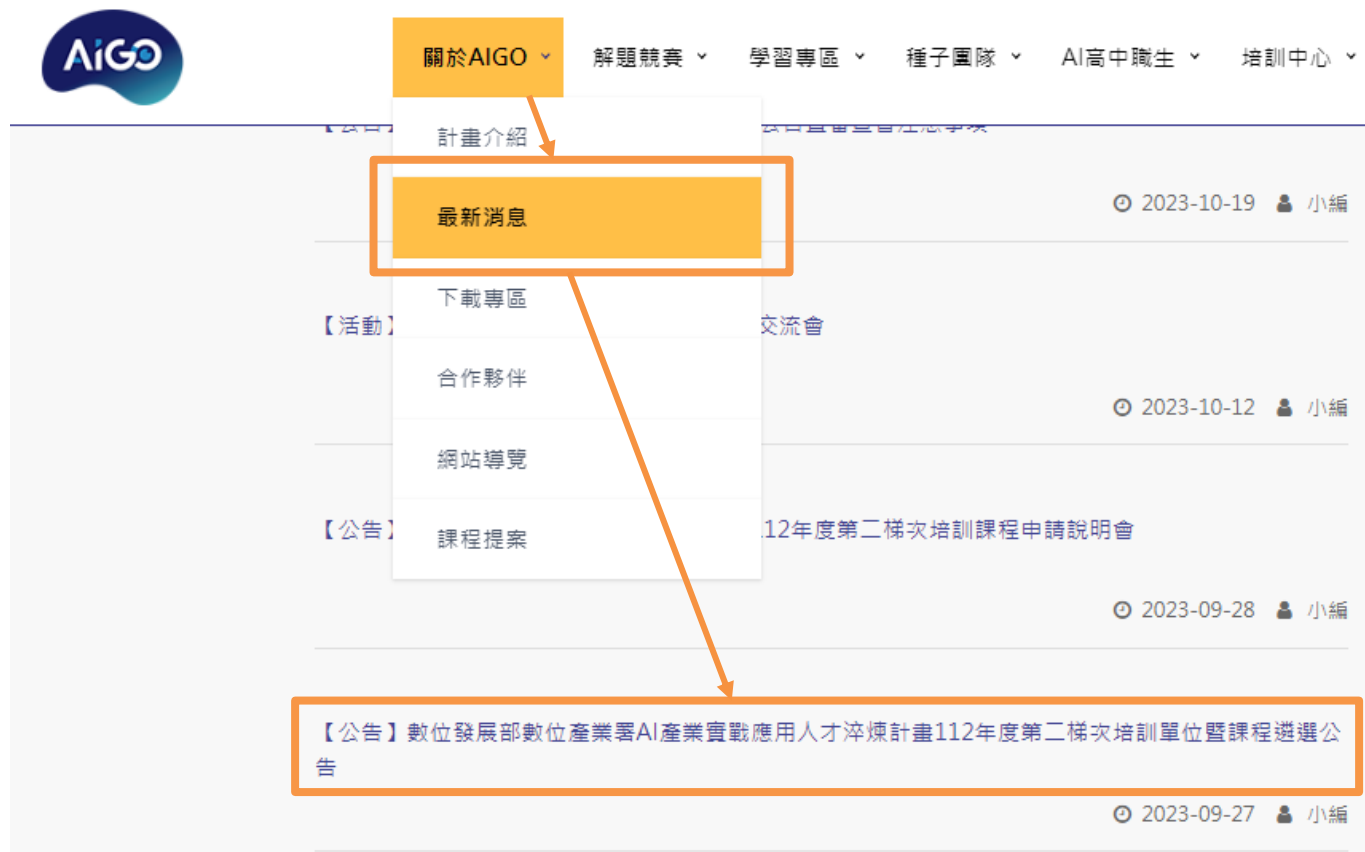 AiGO
關於AIGO
解題競賽
學習專區
種子團隊
AI高中職生
培訓中心
計畫介紹
最新消息
下載專區
合作夥伴
網站導覽
課程提案
2023-10-19 小編
【活動】
交流會
2023-10-12 小編
【公告】
12年度第二梯次培訓課程申請說明會
2023-09-28 小編
【公告】數位發展部數位產業署AI產業實戰應用人才淬煉計畫112年度第二梯次培訓單位暨課程遴選公
告
2023-09-27 小編